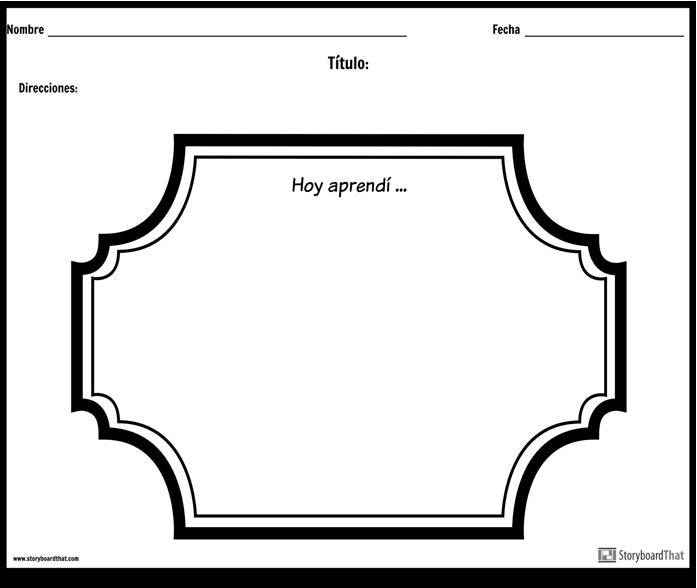 Nombre
Fecha
Título:
Direcciones:
Hoy aprendí ...
www.storyboardthat.com
StoryboardThat